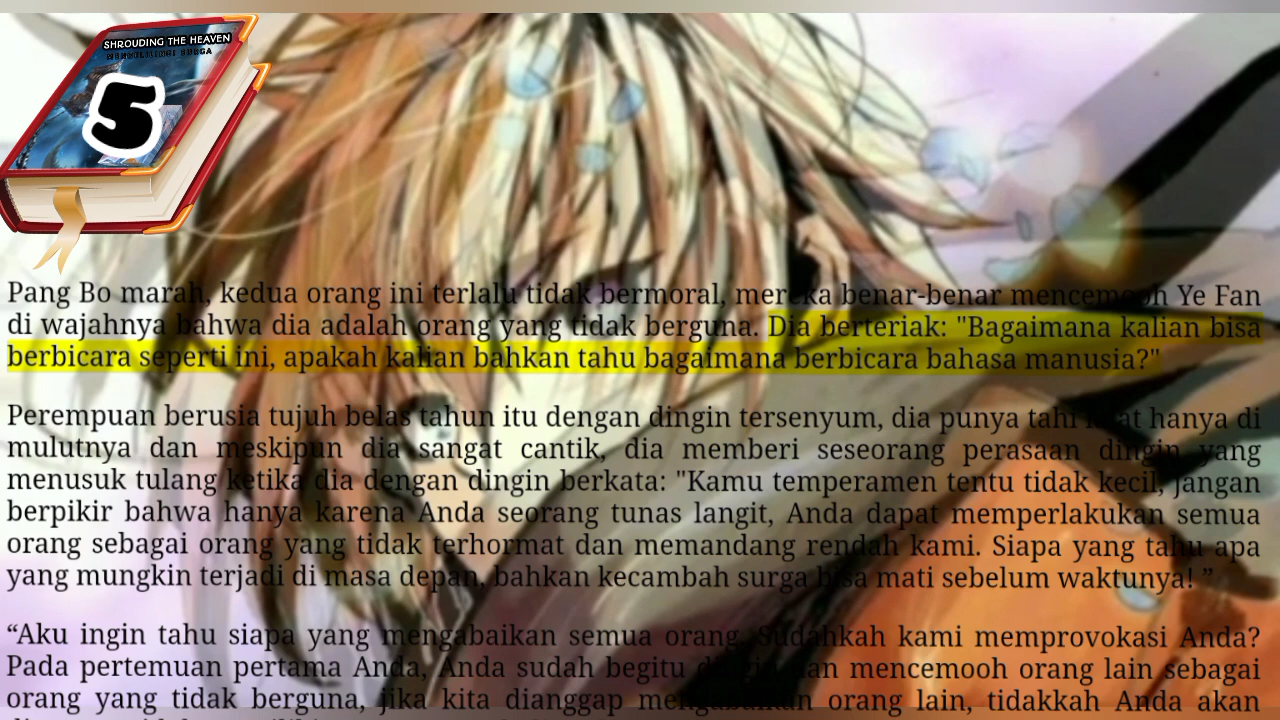 SHROUDING THE HEAVEN
5
Pang Bo marah, kedua orang ini terlalu tidak bermoral, mereka benar-benar mencemooh Ye Fan
di wajahnya bahwa dia adalah orang yang tidak berguna. Dia berteriak: "Bagaimana kalian bisa
berbicara seperti ini, apakah kalian bahkan tahu bagaimana berbicara bahasa manusia?"
Perempuan berusia tujuh belas tahun itu dengan dingin tersenyum, dia punya tahi lalat hanya di
mulutnya dan meskipun dia sangat cantik, dia memberi seseorang perasaan dingin yang
menusuk tulang ketika dia dengan dingin berkata: "Kamu temperamen tentu tidak kecil, jangan
berpikir bahwa hanya karena Anda seorang tunas langit, Anda dapat memperlakukan semua
orang sebagai orang yang tidak terhormat dan memandang rendah kami. Siapa yang tahu apa
yang mungkin terjadi di masa depan, bahkan kecambah surga bisa mati sebelum waktunya! ”
“Aku ingin tahu siapa yang mengabaikan semua orang. Sudahkah kami memprovokasi Anda?
Pada pertemuan pertama Anda, Anda sudah begitu dingin dan mencemooh orang lain sebagai
orang yang tidak berguna, jika kita dianggap mengabaikan orang lain, tidakkah Anda akan